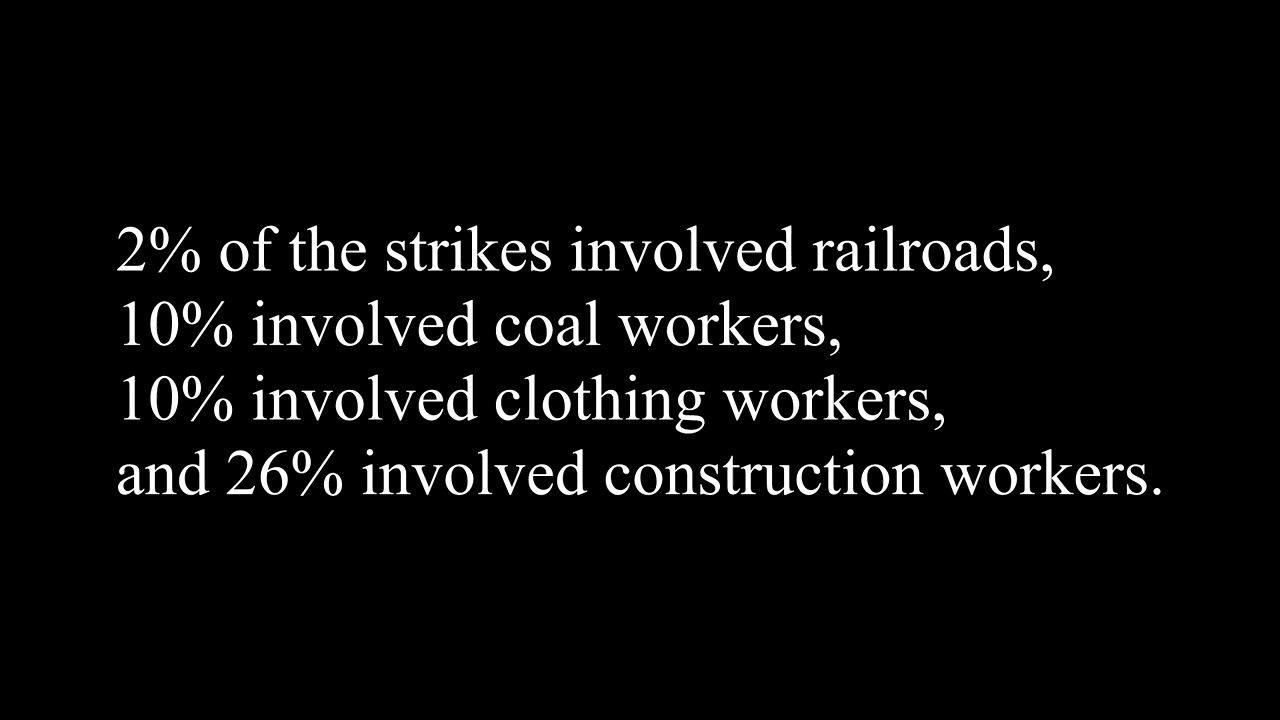 2% of the strikes involved railroads,
10% involved coal workers,
10% involved clothing workers,
and 26% involved construction workers.